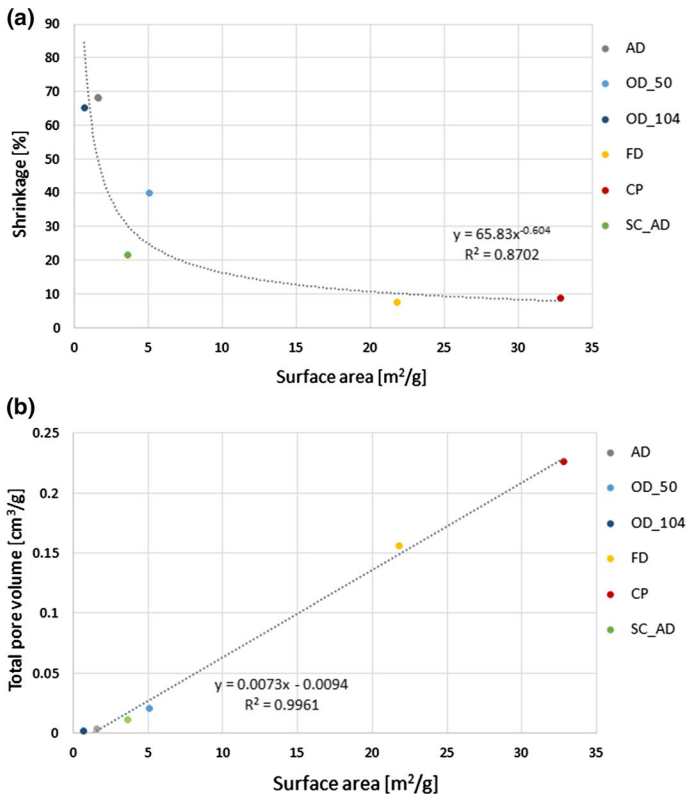 (a)
90
80
70
60
50
40
30
20
10
0
Shrinkage [%]
0 5 10 15 20 25 30 35
Surface area [m²/g]
y = 65.83x^-0.604
R² = 0.8702
AD
OD_50
OD_104
FD
CP
SC_AD
(b)
0.25
0.2
0.15
0.1
0.05
0
Total pore volume [cm³/g]
0 5 10 15 20 25 30 35
Surface area [m²/g]
y = 0.0073x - 0.0094
R² = 0.9961
AD
OD_50
OD_104
FD
CP
SC_AD